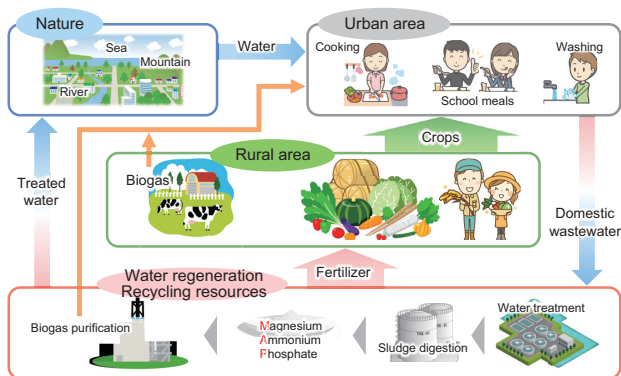 Nature
Urban area
Sea
Mountain
River
Water
Cooking
School meals
Washing
Crops
Rural area
Biogas
Treated
water
Domestic
wastewater
Fertilizer
Water regeneration
Recycling resources
Biogas purification
Magnesium
Ammonium
Phosphate
Sludge digestion
Water treatment